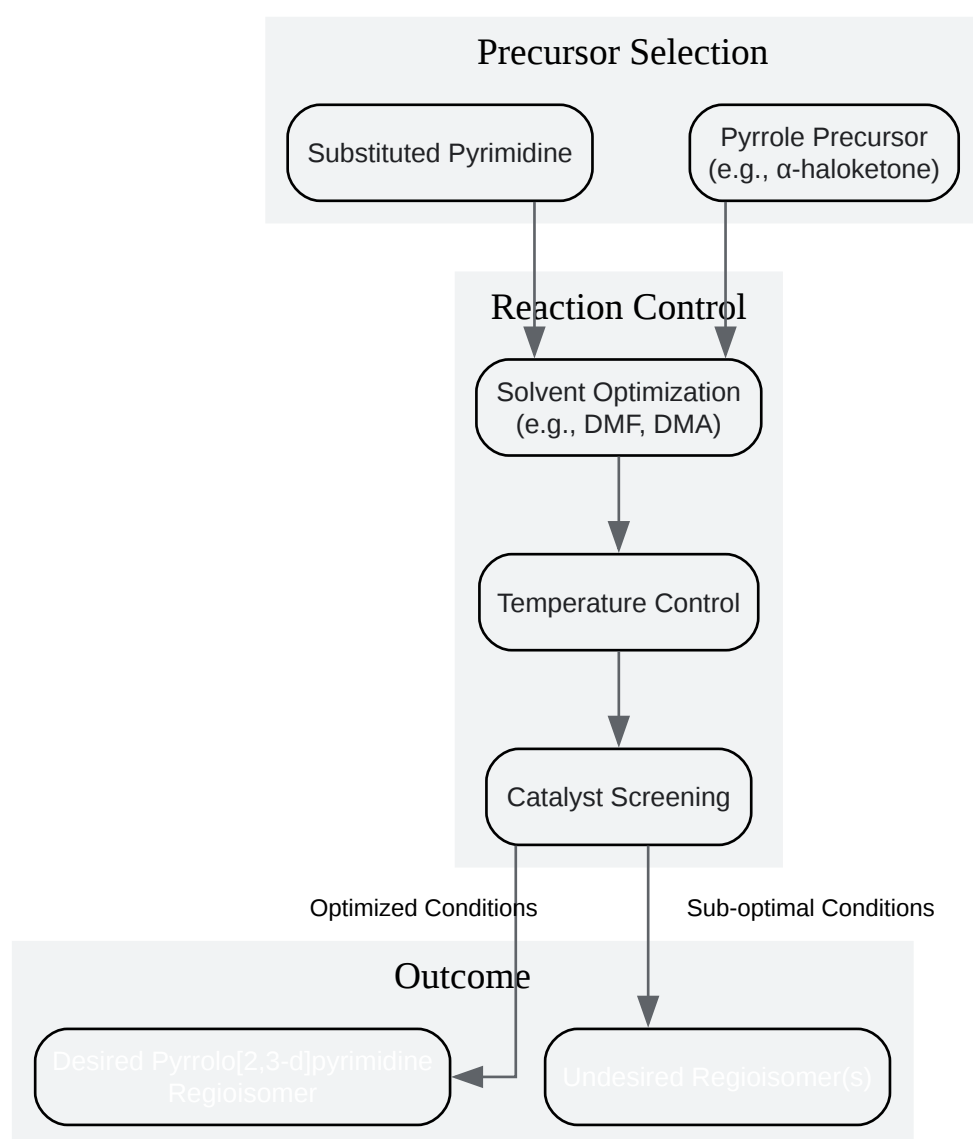 Precursor Selection
Substituted Pyrimidine
Pyrrole Precursor
(e.g., α-haloketone)
Reaction Control
Solvent Optimization
(e.g., DMF, DMA)
Temperature Control
Catalyst Screening
Optimized Conditions
Sub-optimal Conditions
Outcome
Desired Pyrrolo[2,3-d]pyrimidine
Regioisomer
Undesired Regioisomer(s)